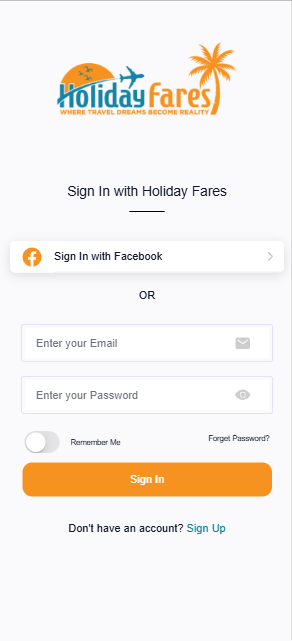 Holiday Fares
WHERE TRAVEL DREAMS BECOME REALITY
Sign In with Holiday Fares
Sign In with Facebook
OR
Enter your Email
Enter your Password
Remember Me
Forget Password?
Sign In
Don't have an account? Sign Up